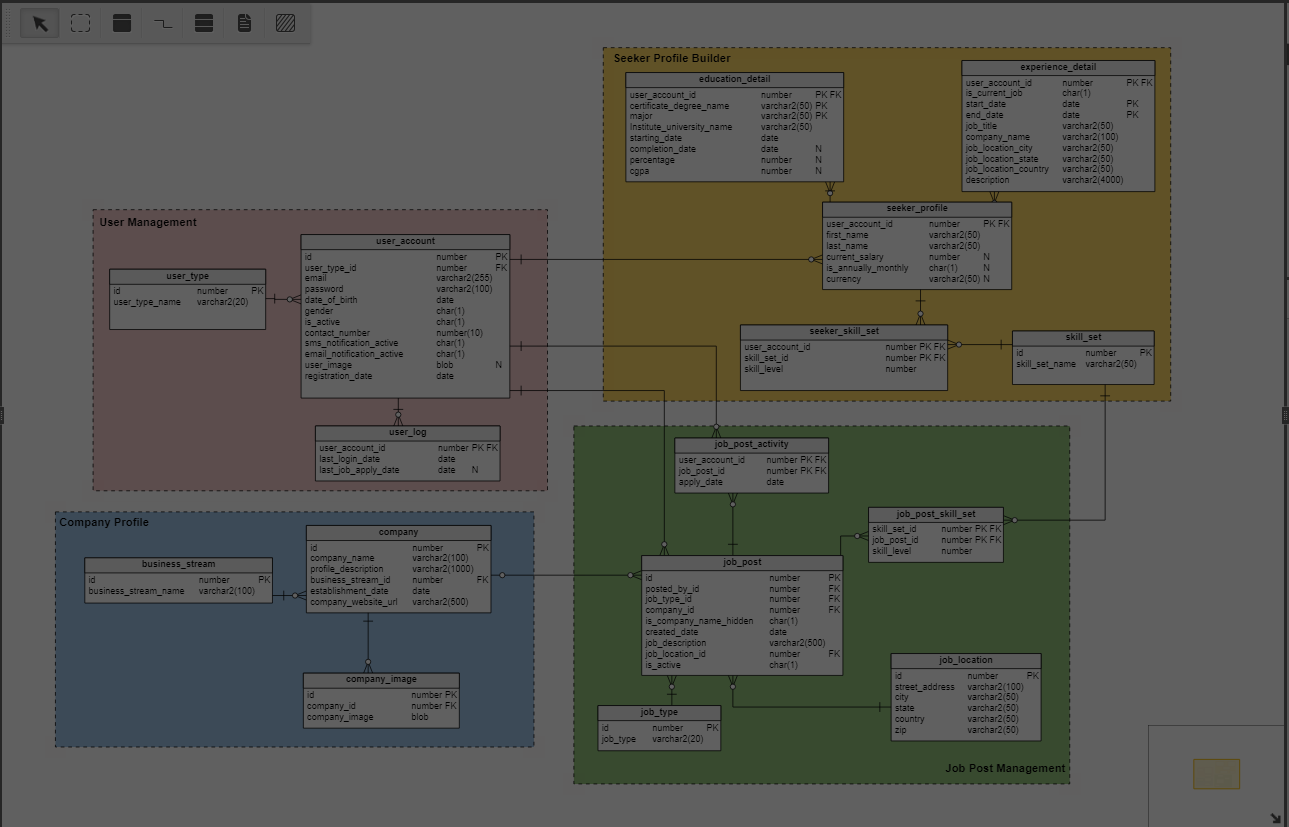 Seeker Profile Builder
education_detail
user_account_id number PK FK
certificate_degree_name varchar2(50) PK
major varchar2(50) PK
Institute_university_name varchar2(50)
starting_date date
completion_date date N
percentage number N
cgpa number N
experience_detail
user_account_id number PK FK
is_current_job char(1)
start_date date PK
end_date date PK
job_title varchar2(50)
company_name varchar2(100)
job_location_city varchar2(50)
job_location_state varchar2(50)
job_location_country varchar2(50)
description varchar2(4000)
seeker_profile
user_account_id number PK FK
first_name varchar2(50)
last_name varchar2(50)
current_salary number N
is_annually_monthly char(1) N
currency varchar2(50) N
seeker_skill_set
user_account_id number PK FK
skill_set_id number PK FK
skill_level number
skill_set
id number PK
skill_set_name varchar2(50)
User Management
user_type
id number PK
user_type_name varchar2(20)
user_account
id number PK
user_type_id number FK
email varchar2(255)
password varchar2(100)
date_of_birth date
gender char(1)
is_active char(1)
contact_number number(10)
sms_notification_active char(1)
email_notification_active char(1)
user_image blob N
registration_date date
user_log
user_account_id number PK FK
last_login_date date
last_job_apply_date date N
Company Profile
business_stream
id number PK
business_stream_name varchar2(100)
company
id number PK
company_name varchar2(100)
profile_description varchar2(1000)
business_stream_id number FK
establishment_date date
company_website_url varchar2(500)
company_image
id number PK
company_id number FK
company_image blob
job_post_activity
user_account_id number PK FK
job_post_id number PK FK
apply_date date
job_post_skill_set
skill_set_id number PK FK
job_post_id number PK FK
skill_level number
job_post
id number PK
posted_by_id number FK
job_type_id number FK
company_id number FK
is_company_name_hidden char(1)
created_date date
job_description varchar2(500)
job_location_id number FK
is_active char(1)
job_type
id number PK
job_type varchar2(20)
job_location
id number PK
street_address varchar2(100)
city varchar2(50)
state varchar2(50)
country varchar2(50)
zip varchar2(50)
Job Post Management